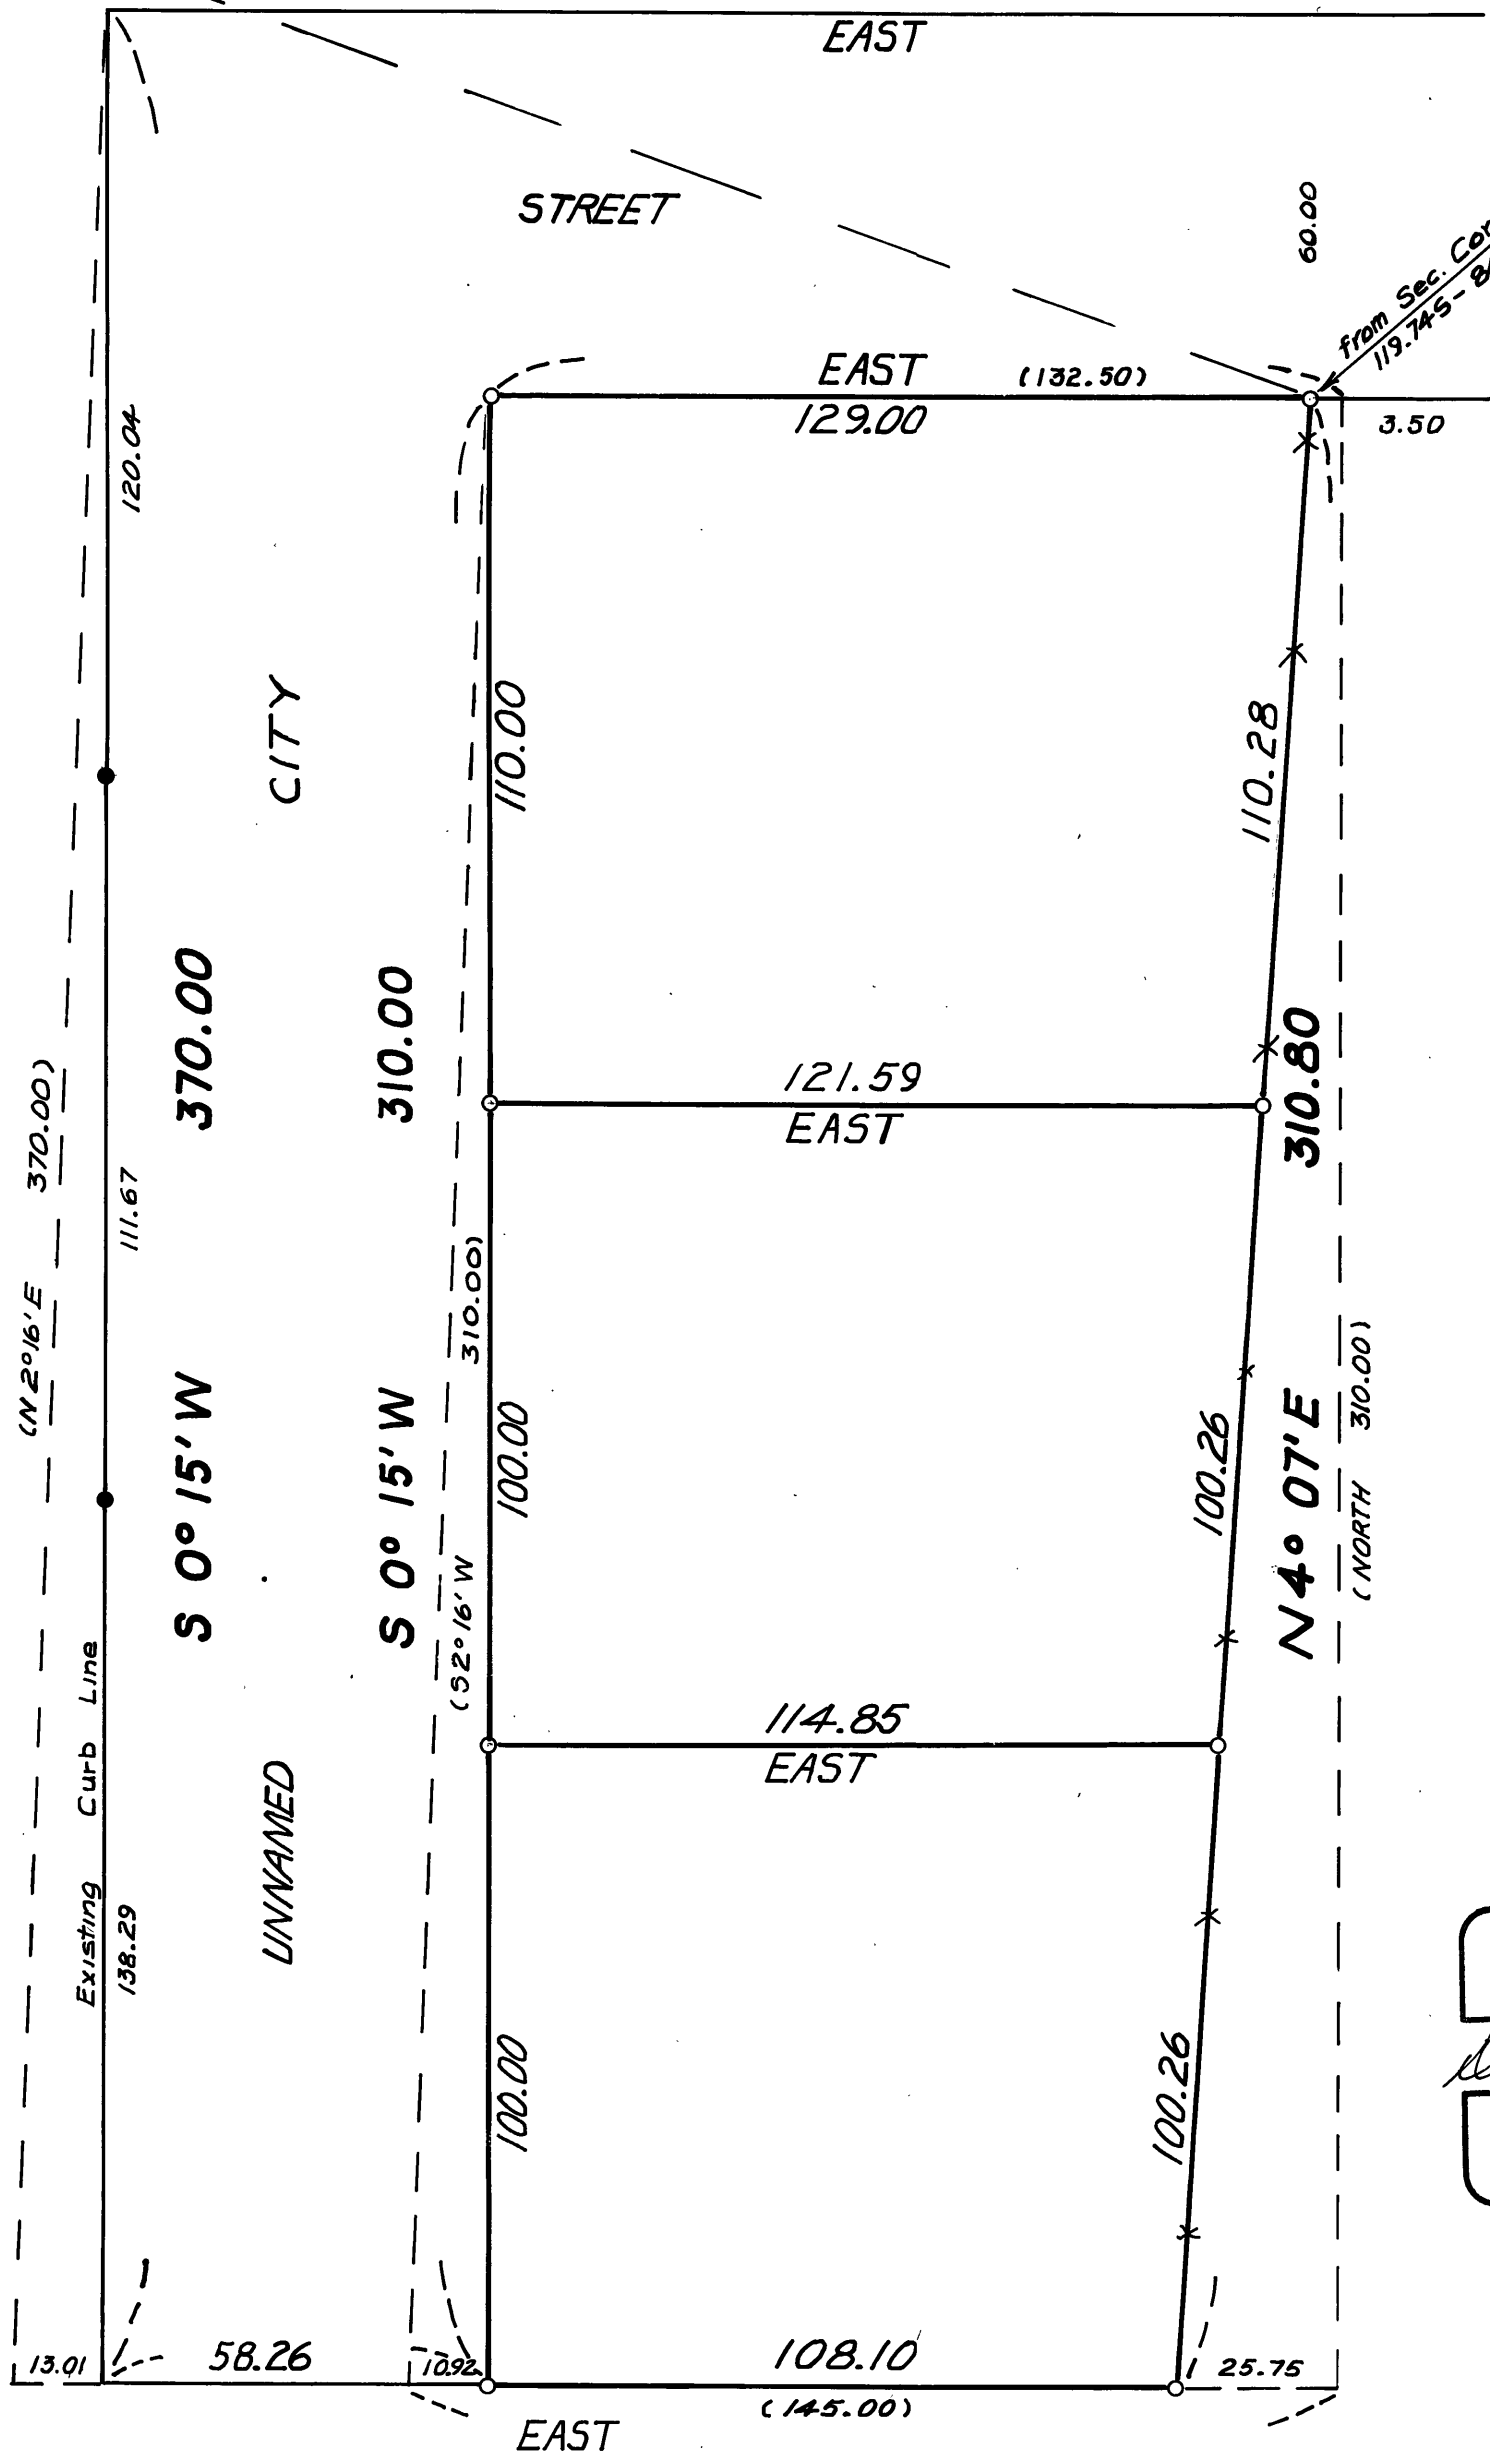 EAST
STREET
60.00
from Sec. Cor
119.74S - 8
EAST
(132.50)
129.00
3.50
120.04
CITY
110.00
110.28
370.00
310.00
(N 2° 16' E 370.00)
111.67
121.59
EAST
310.80
310.00)
S 0° 15' W
S 0° 15' W
(S2° 16' W
100.00
100.26
N 4° 07' E
(NORTH 310.00)
Existing Curb Line
114.85
EAST
UNNAMED
138.29
100.00
100.26
13.01
58.26
10.92
108.10
25.75
(145.00)
EAST